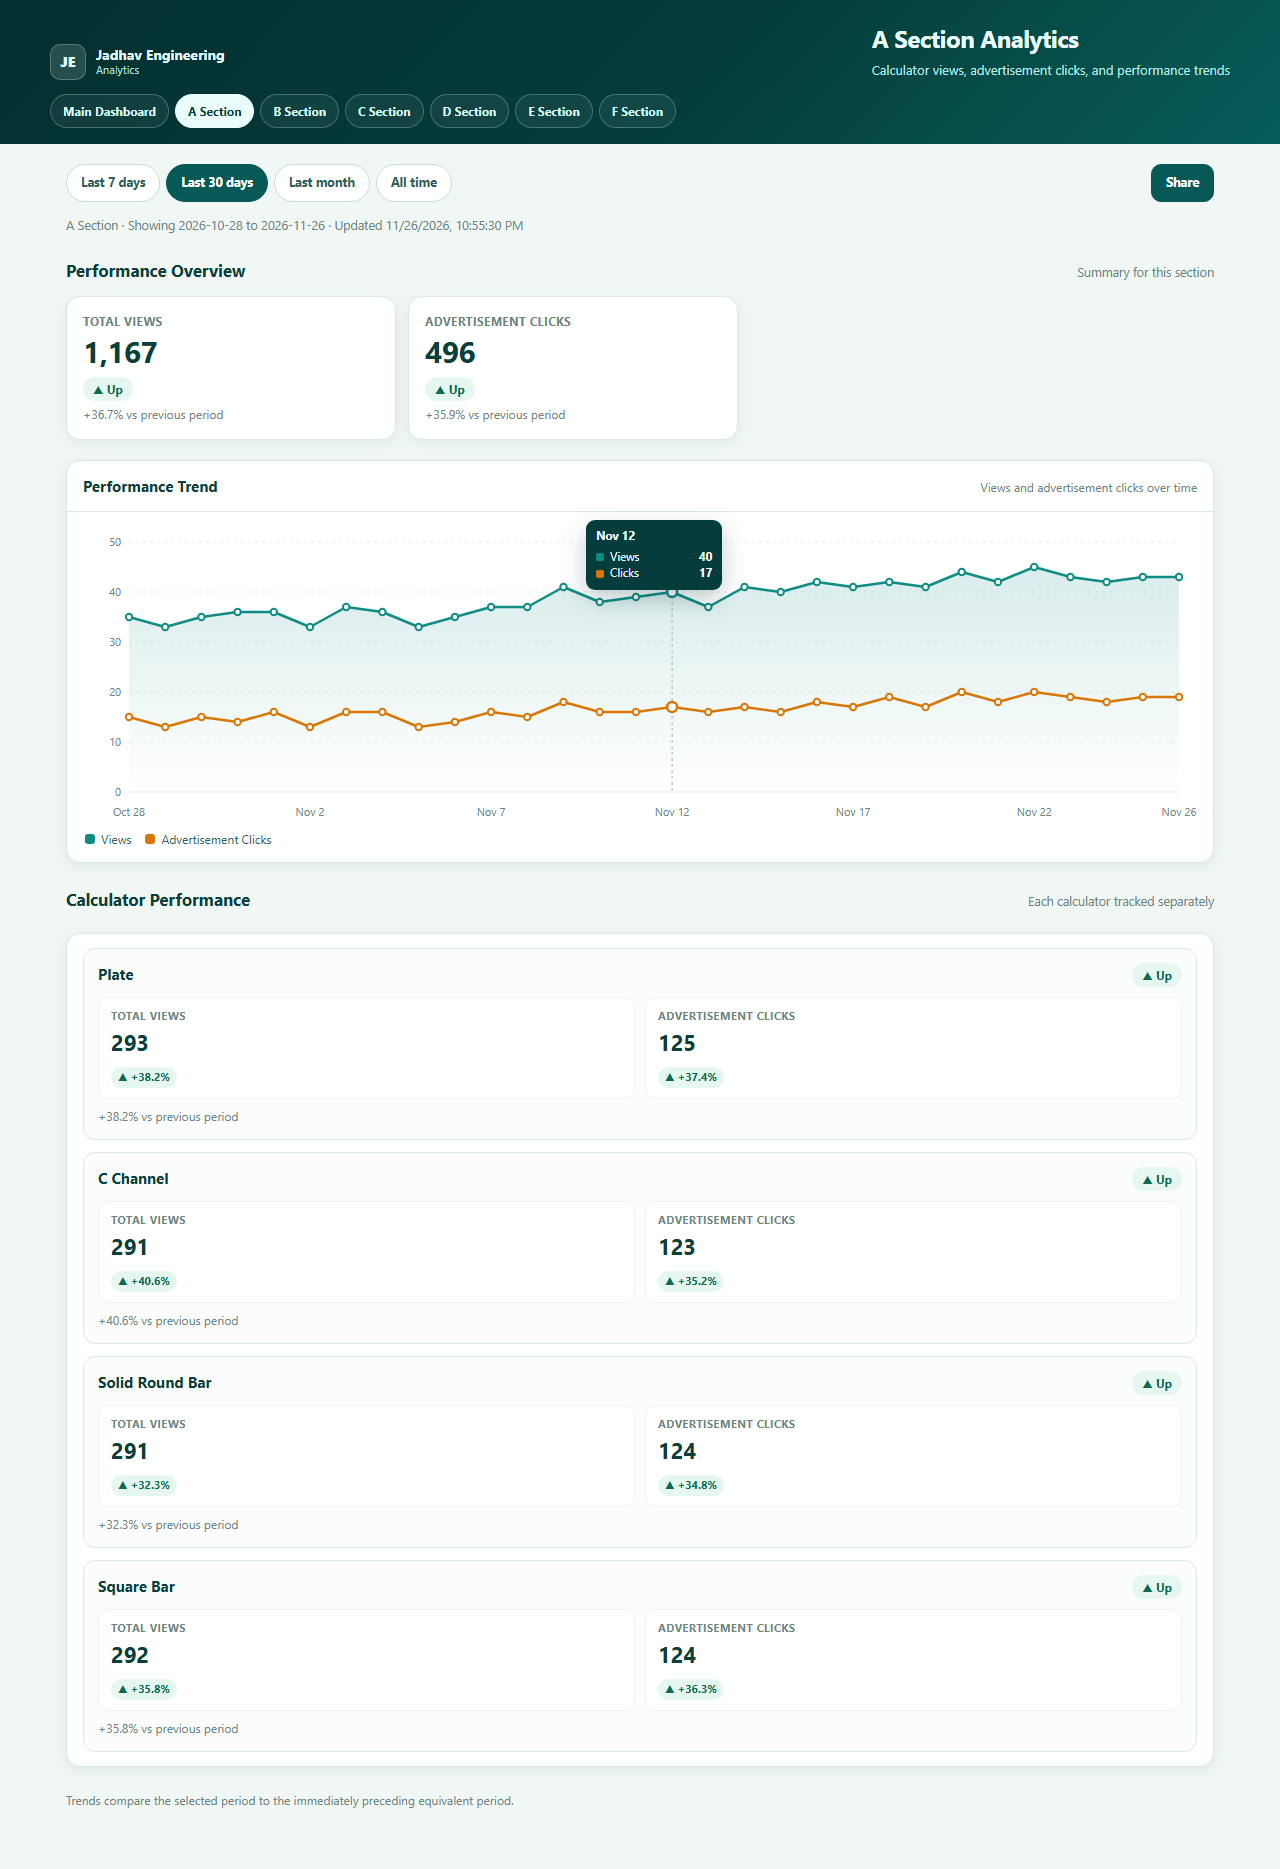 JE
Jadhav Engineering
Analytics
A Section Analytics
Calculator views, advertisement clicks, and performance trends
Main Dashboard
A Section
B Section
C Section
D Section
E Section
F Section
Last 7 days
Last 30 days
Last month
All time
Share
A Section · Showing 2026-10-28 to 2026-11-26 · Updated 11/26/2026, 10:55:30 PM
Performance Overview
Summary for this section
TOTAL VIEWS
1,167
▲ Up
+36.7% vs previous period
ADVERTISEMENT CLICKS
496
▲ Up
+35.9% vs previous period
Performance Trend
Views and advertisement clicks over time
50
40
30
20
10
0
Nov 12
Views 40
Clicks 17
Oct 28
Nov 2
Nov 7
Nov 12
Nov 17
Nov 22
Nov 26
Views
Advertisement Clicks
Calculator Performance
Each calculator tracked separately
Plate
▲ Up
TOTAL VIEWS
293
▲ +38.2%
ADVERTISEMENT CLICKS
125
▲ +37.4%
+38.2% vs previous period
C Channel
▲ Up
TOTAL VIEWS
291
▲ +40.6%
ADVERTISEMENT CLICKS
123
▲ +35.2%
+40.6% vs previous period
Solid Round Bar
▲ Up
TOTAL VIEWS
291
▲ +32.3%
ADVERTISEMENT CLICKS
124
▲ +34.8%
+32.3% vs previous period
Square Bar
▲ Up
TOTAL VIEWS
292
▲ +35.8%
ADVERTISEMENT CLICKS
124
▲ +36.3%
+35.8% vs previous period
Trends compare the selected period to the immediately preceding equivalent period.